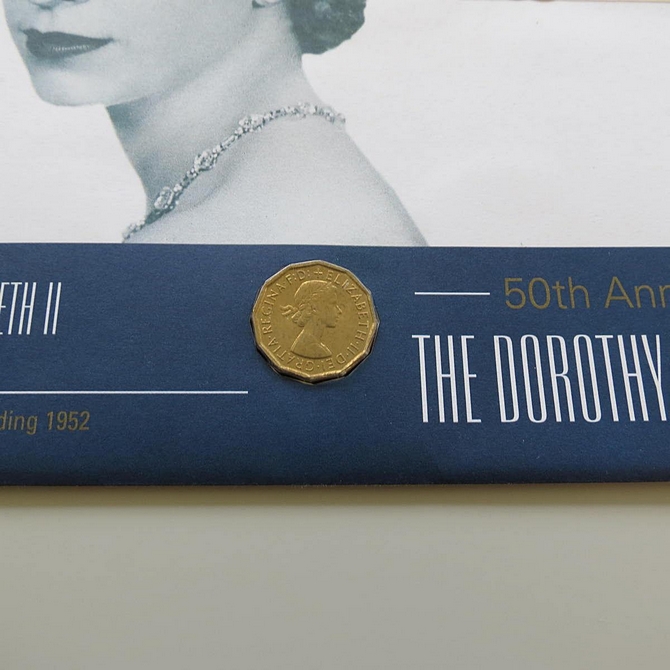 ETH II
ding 1952
ELIZABETH·II·DEI·GRATIA·REGINA·F:D:+
50th Ann
THE DOROTHY